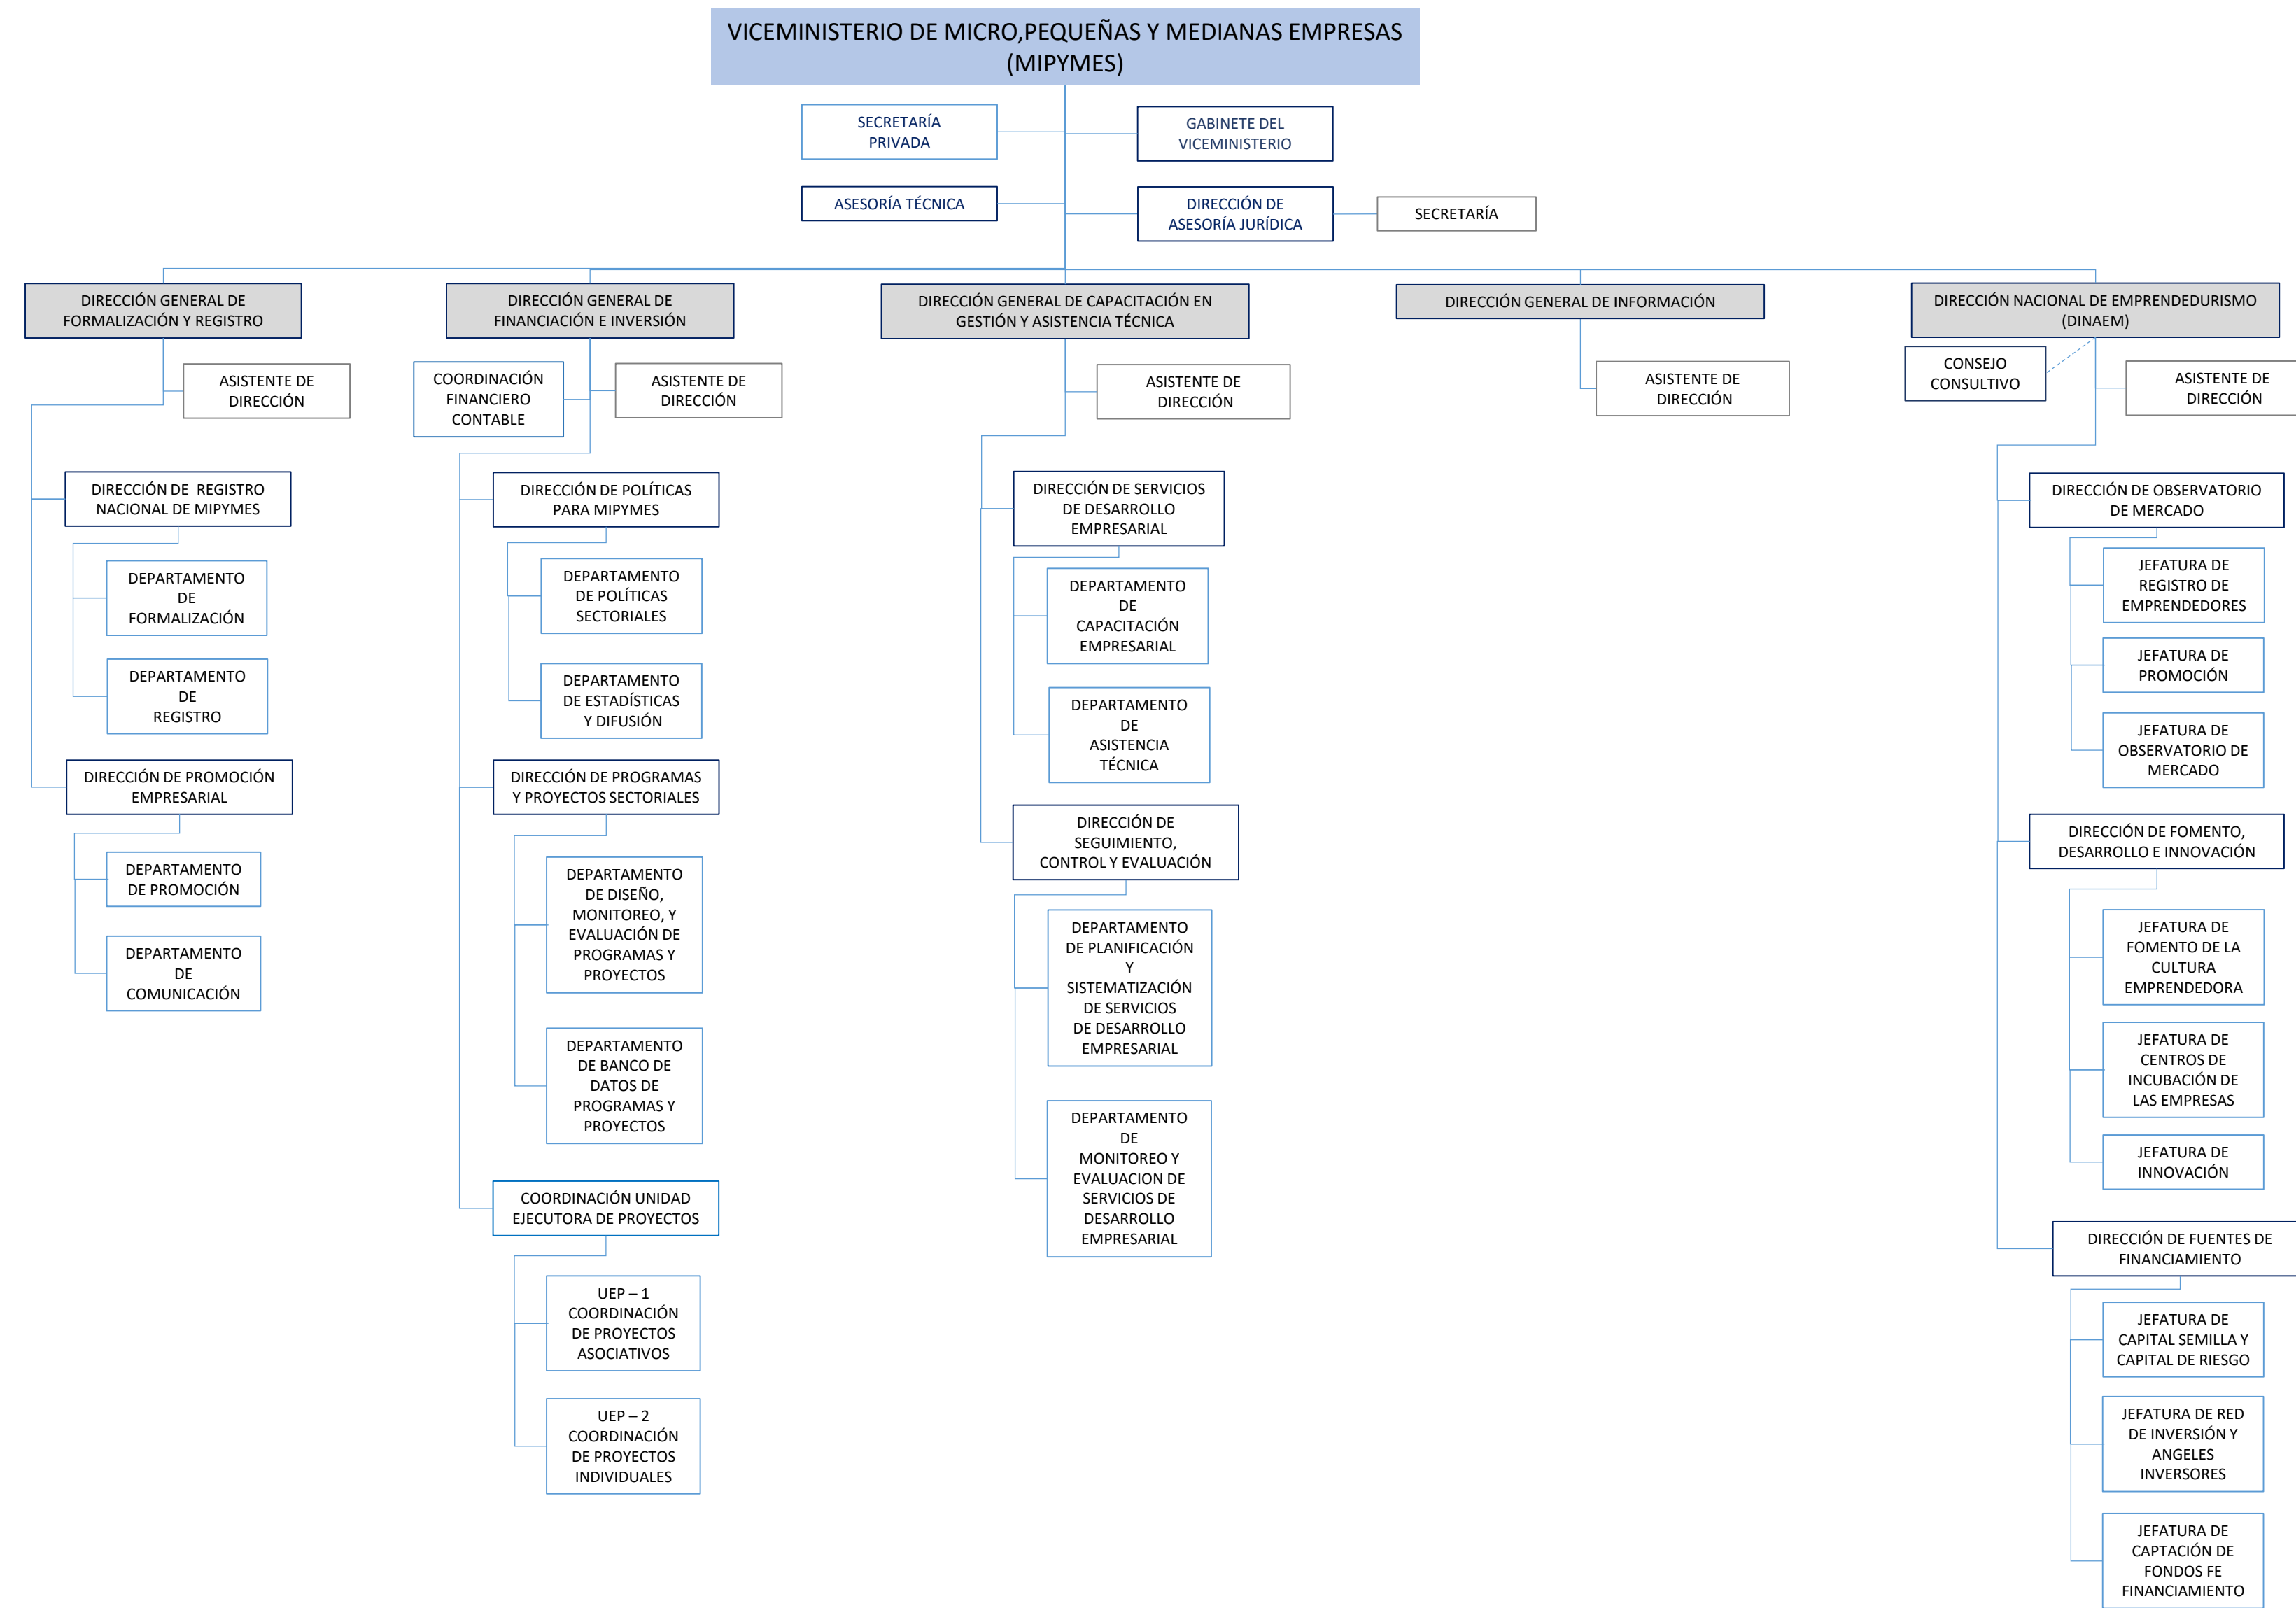 VICEMINISTERIO DE MICRO,PEQUEÑAS Y MEDIANAS EMPRESAS
(MIPYMES)
SECRETARÍA
PRIVADA
GABINETE DEL
VICEMINISTERIO
ASESORÍA TÉCNICA
DIRECCIÓN DE
ASESORÍA JURÍDICA
SECRETARÍA
DIRECCIÓN GENERAL DE
FORMALIZACIÓN Y REGISTRO
ASISTENTE DE
DIRECCIÓN
DIRECCIÓN DE REGISTRO
NACIONAL DE MIPYMES
DEPARTAMENTO
DE
FORMALIZACIÓN
DEPARTAMENTO
DE
REGISTRO
DIRECCIÓN DE PROMOCIÓN
EMPRESARIAL
DEPARTAMENTO
DE PROMOCIÓN
DEPARTAMENTO
DE
COMUNICACIÓN
DIRECCIÓN GENERAL DE
FINANCIACIÓN E INVERSIÓN
COORDINACIÓN
FINANCIERO
CONTABLE
ASISTENTE DE
DIRECCIÓN
DIRECCIÓN DE POLÍTICAS
PARA MIPYMES
DEPARTAMENTO
DE POLÍTICAS
SECTORIALES
DEPARTAMENTO
DE ESTADÍSTICAS
Y DIFUSIÓN
DIRECCIÓN DE PROGRAMAS
Y PROYECTOS SECTORIALES
DEPARTAMENTO
DE DISEÑO,
MONITOREO, Y
EVALUACIÓN DE
PROGRAMAS Y
PROYECTOS
DEPARTAMENTO
DE BANCO DE
DATOS DE
PROGRAMAS Y
PROYECTOS
COORDINACIÓN UNIDAD
EJECUTORA DE PROYECTOS
UEP – 1
COORDINACIÓN
DE PROYECTOS
ASOCIATIVOS
UEP – 2
COORDINACIÓN
DE PROYECTOS
INDIVIDUALES
DIRECCIÓN GENERAL DE CAPACITACIÓN EN
GESTIÓN Y ASISTENCIA TÉCNICA
ASISTENTE DE
DIRECCIÓN
DIRECCIÓN DE SERVICIOS
DE DESARROLLO
EMPRESARIAL
DEPARTAMENTO
DE
CAPACITACIÓN
EMPRESARIAL
DEPARTAMENTO
DE
ASISTENCIA
TÉCNICA
DIRECCIÓN DE
SEGUIMIENTO,
CONTROL Y EVALUACIÓN
DEPARTAMENTO
DE PLANIFICACIÓN
Y
SISTEMATIZACIÓN
DE SERVICIOS
DE DESARROLLO
EMPRESARIAL
DEPARTAMENTO
DE
MONITOREO Y
EVALUACION DE
SERVICIOS DE
DESARROLLO
EMPRESARIAL
DIRECCIÓN GENERAL DE INFORMACIÓN
ASISTENTE DE
DIRECCIÓN
DIRECCIÓN NACIONAL DE EMPRENDEDURISMO
(DINAEM)
CONSEJO
CONSULTIVO
ASISTENTE DE
DIRECCIÓN
DIRECCIÓN DE OBSERVATORIO
DE MERCADO
JEFATURA DE
REGISTRO DE
EMPRENDEDORES
JEFATURA DE
PROMOCIÓN
JEFATURA DE
OBSERVATORIO DE
MERCADO
DIRECCIÓN DE FOMENTO,
DESARROLLO E INNOVACIÓN
JEFATURA DE
FOMENTO DE LA
CULTURA
EMPRENDEDORA
JEFATURA DE
CENTROS DE
INCUBACIÓN DE
LAS EMPRESAS
JEFATURA DE
INNOVACIÓN
DIRECCIÓN DE FUENTES DE
FINANCIAMIENTO
JEFATURA DE
CAPITAL SEMILLA Y
CAPITAL DE RIESGO
JEFATURA DE RED
DE INVERSIÓN Y
ANGELES
INVERSORES
JEFATURA DE
CAPTACIÓN DE
FONDOS FE
FINANCIAMIENTO